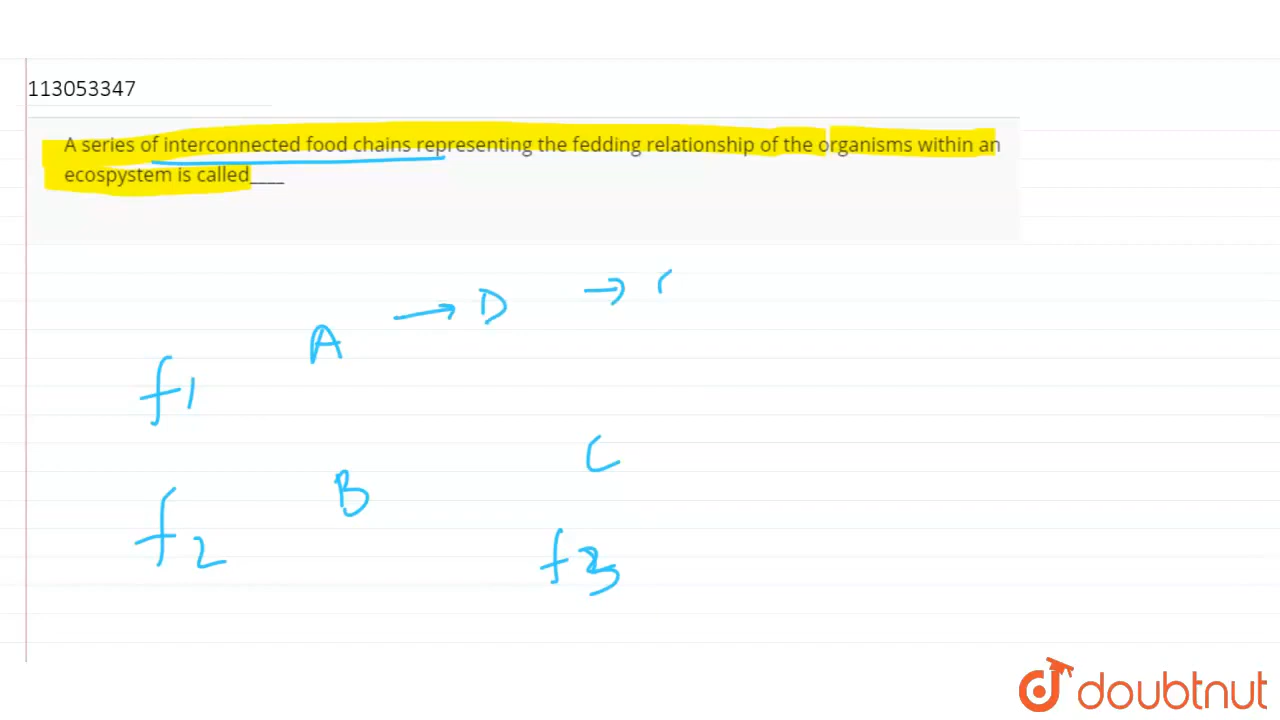 113053347
A series of interconnected food chains representing the fedding relationship of the organisms within an
ecospystem is called____
A → D →
f1
B
C
f2
f3
doubtnut